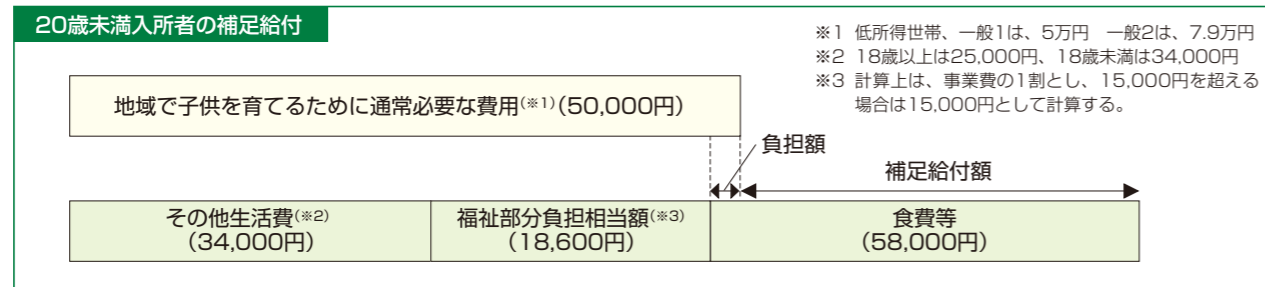 20歳未満入所者の補足給付
※1 低所得世帯、一般1は、5万円　一般2は、7.9万円
※2 18歳以上は25,000円、18歳未満は34,000円
※3 計算上は、事業費の1割とし、15,000円を超える
場合は15,000円として計算する。
地域で子供を育てるために通常必要な費用(※1)(50,000円)
負担額
補足給付額
その他生活費(※2)
(34,000円)
福祉部分負担相当額(※3)
(18,600円)
食費等
(58,000円)